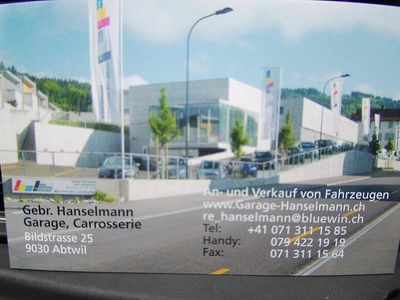 Gebr. Hanselmann
Garage, Carrosserie
Bildstrasse 25
9030 Abtwil
An- und Verkauf von Fahrzeugen
www.Garage-Hanselmann.ch
re_hanselmann@bluewin.ch
Tel: +41 071 311 15 85
Handy: 079 422 19 19
Fax: 071 311 15 64